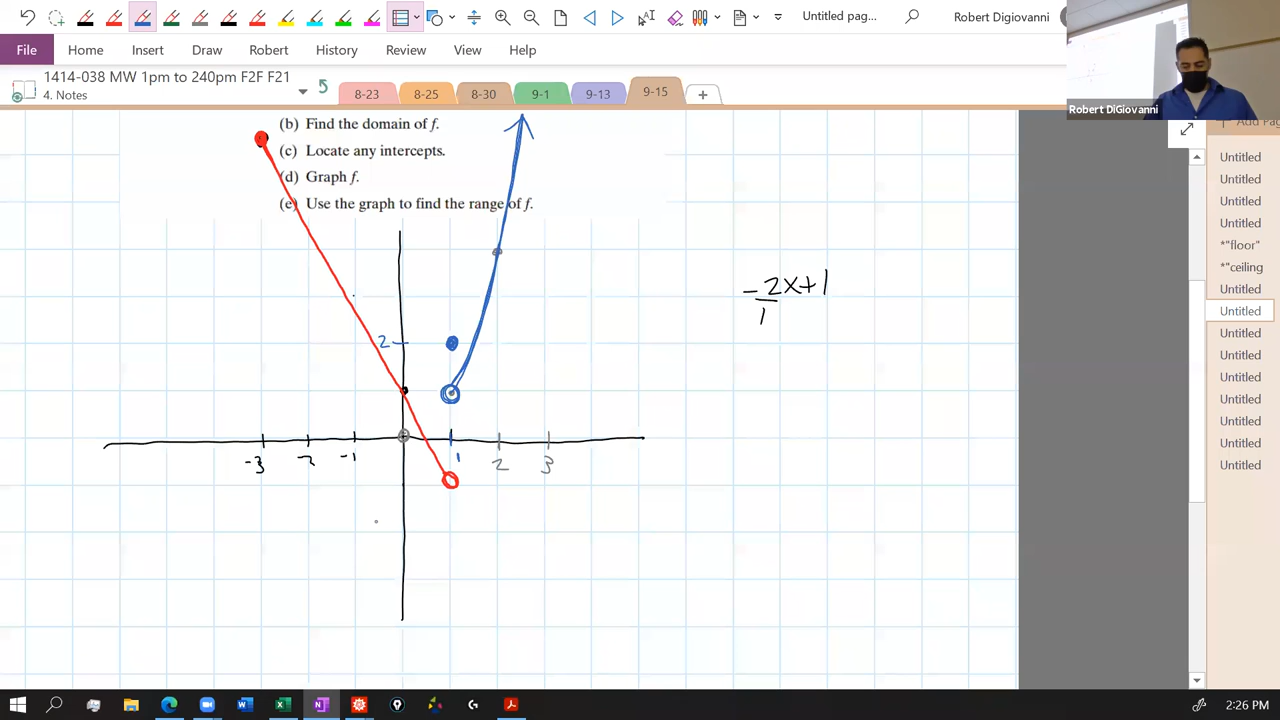 Untitled pag...
Robert Digiovanni
File
Home
Insert
Draw
Robert
History
Review
View
Help
1414-038 MW 1pm to 240pm F2F F21
4. Notes
8-23
8-25
8-30
9-1
9-13
9-15
Robert DiGiovanni
Add Page
(b) Find the domain of f.
(c) Locate any intercepts.
(d) Graph f.
(e) Use the graph to find the range of f.
-2x+1
1
2
-3 -2 -1 1 2 3
Untitled
Untitled
Untitled
Untitled
*"floor"
*"ceiling
Untitled
Untitled
Untitled
Untitled
Untitled
Untitled
Untitled
Untitled
Untitled
2:26 PM